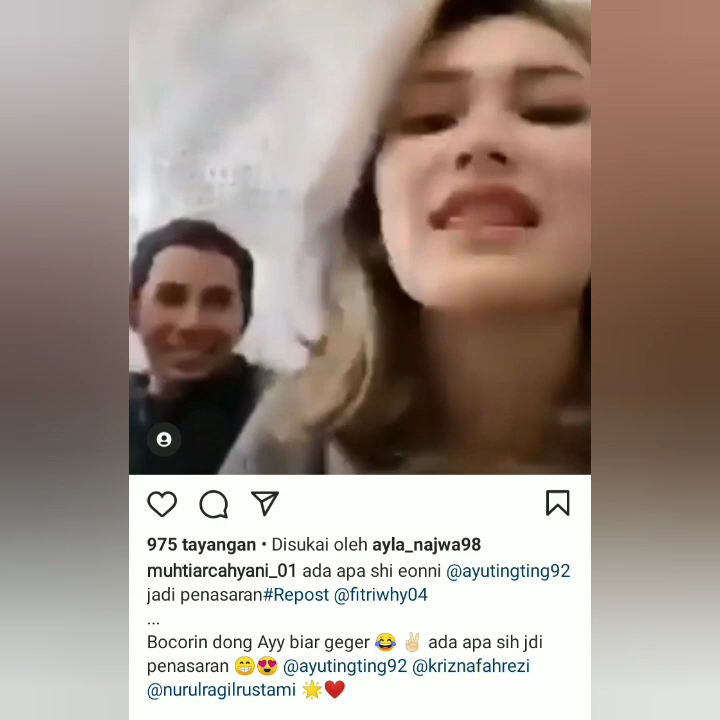 975 tayangan • Disukai oleh ayla_najwa98
muhtiarcahyani_01 ada apa shi eonni @ayutingting92
jadi penasaran#Repost @fitriwhy04
...
Bocorin dong Ayy biar geger 😂 ✌🏻 ada apa sih jdi
penasaran 😁😍 @ayutingting92 @kriznafahrezi
@nurulragilrustami 🌟❤️